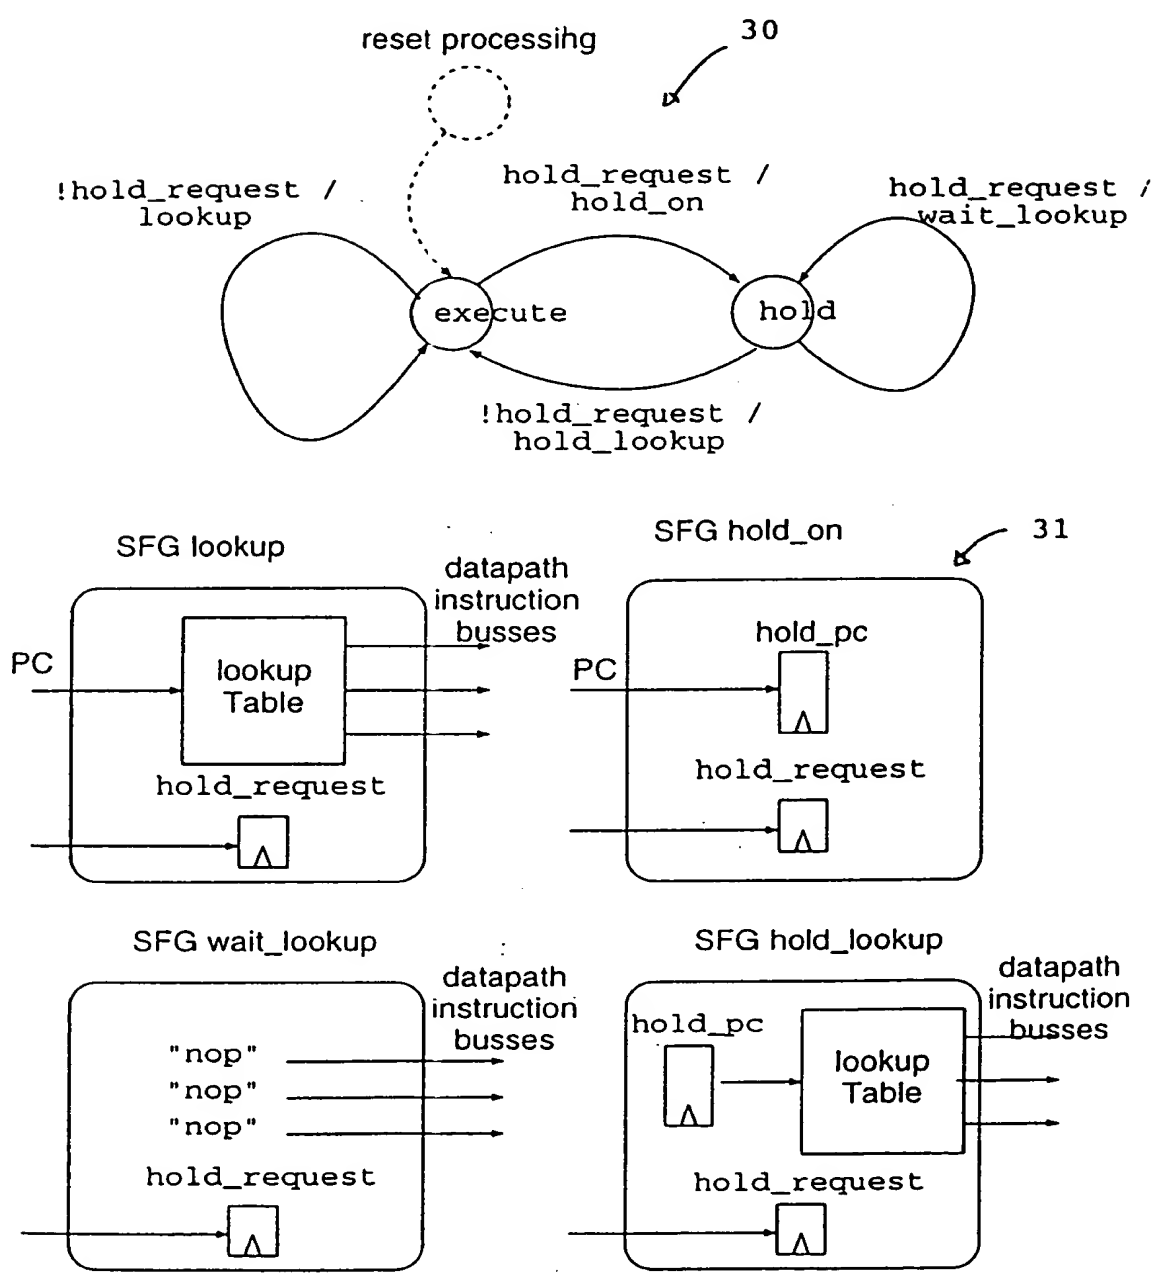 reset processihg
30
!hold_request /
lookup
hold_request /
hold_on
hold_request /
wait_lookup
execute
hold
!hold_request /
hold_lookup
SFG lookup
datapath
instruction
busses
PC
lookup
Table
hold_request
SFG hold_on
31
hold_pc
PC
hold_request
SFG wait_lookup
datapath
instruction
busses
"nop"
"nop"
"nop"
hold_request
SFG hold_lookup
datapath
instruction
busses
hold_pc
lookup
Table
hold_request